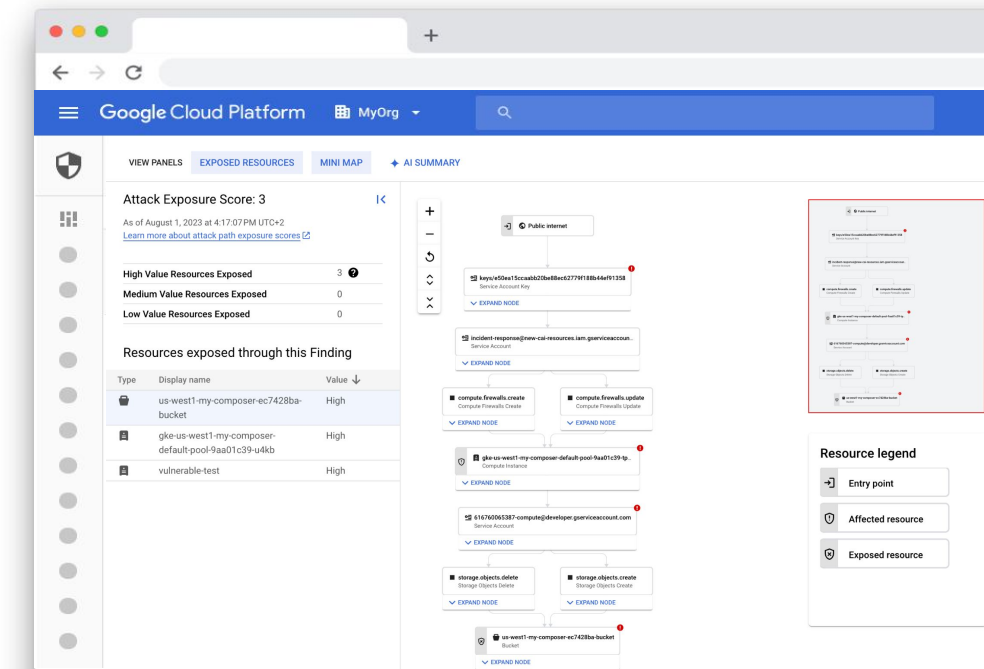 Google Cloud Platform
MyOrg
VIEW PANELS
EXPOSED RESOURCES
MINI MAP
AI SUMMARY
Attack Exposure Score: 3
As of August 1, 2023 at 4:17:07 PM UTC+2
Learn more about attack path exposure scores
High Value Resources Exposed 3
Medium Value Resources Exposed 0
Low Value Resources Exposed 0
Resources exposed through this Finding
Type Display name Value
us-west1-my-composer-ec7428ba-bucket High
gke-us-west1-my-composer-default-pool-9aa01c39-u4kb High
vulnerable-test High
Public internet
keys/e50ea15ccaabb20be88ec62779f188b44ef91358
Service Account Key
EXPAND NODE
incident-response@new-cai-resources.iam.gserviceaccoun..
Service Account
EXPAND NODE
compute.firewalls.create
Compute Firewalls Create
EXPAND NODE
compute.firewalls.update
Compute Firewalls Update
EXPAND NODE
gke-us-west1-my-composer-default-pool-9aa01c39-tp..
Compute Instance
EXPAND NODE
616760065387-compute@developer.gserviceaccount.com
Service Account
EXPAND NODE
storage.objects.delete
Storage Objects Delete
EXPAND NODE
storage.objects.create
Storage Objects Create
EXPAND NODE
us-west1-my-composer-ec7428ba-bucket
Bucket
EXPAND NODE
Resource legend
Entry point
Affected resource
Exposed resource